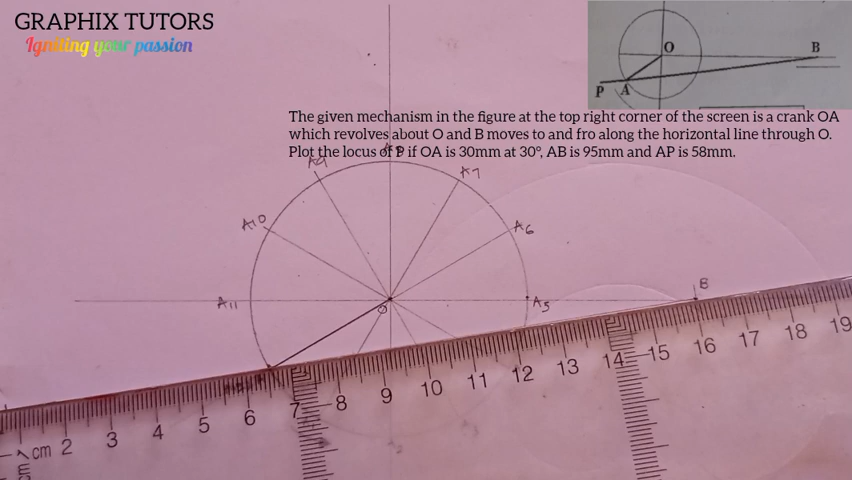 GRAPHIX TUTORS
Igniting your passion
O
B
P A
The given mechanism in the figure at the top right corner of the screen is a crank OA
which revolves about O and B moves to and fro along the horizontal line through O.
Plot the locus of P if OA is 30mm at 30°, AB is 95mm and AP is 58mm.
A9
A7
A10
A6
B
A11
O
A5
cm 2 3 4 5 6 7 8 9 10 11 12 13 14 15 16 17 18 19
cm 1